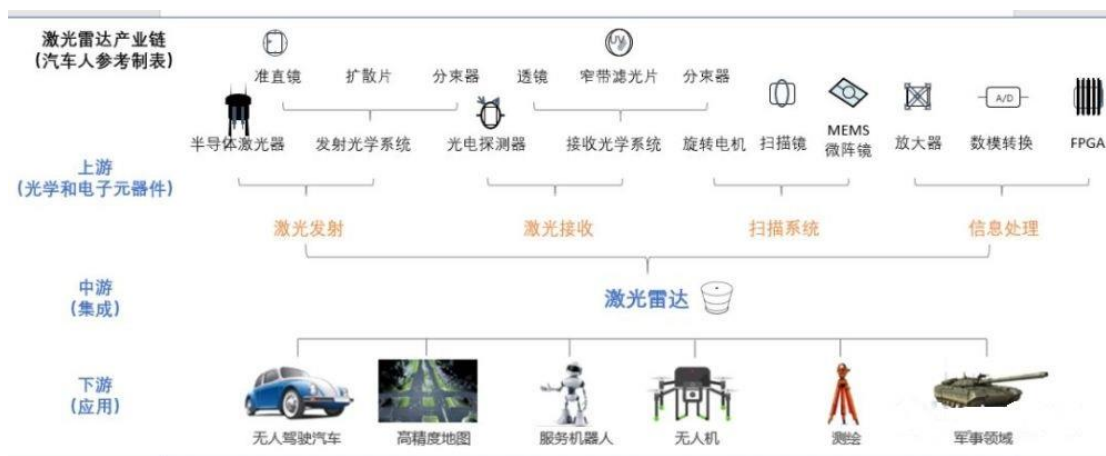 激光雷达产业链
(汽车人参考制表)
准直镜 扩散片 分束器 透镜 窄带滤光片 分束器
UV
A/D
半导体激光器 发射光学系统 光电探测器 接收光学系统 旋转电机 扫描镜 MEMS 微阵镜 放大器 数模转换 FPGA
上游
(光学和电子元器件)
激光发射 激光接收 扫描系统 信息处理
中游
(集成)
激光雷达
下游
(应用)
无人驾驶汽车 高精度地图 服务机器人 无人机 测绘 军事领域